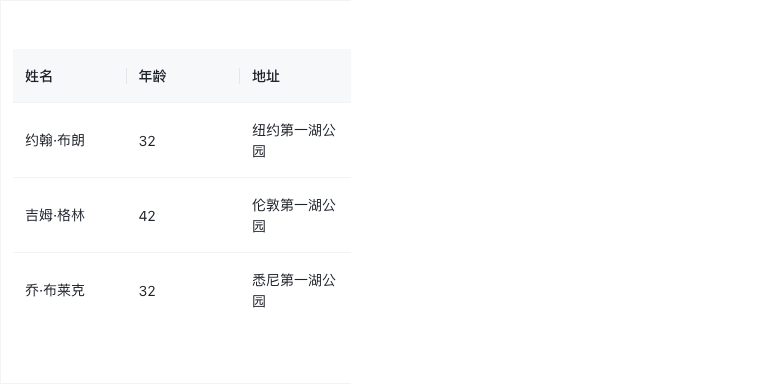 姓名 年龄 地址
约翰·布朗 32 纽约第一湖公
园
吉姆·格林 42 伦敦第一湖公
园
乔·布莱克 32 悉尼第一湖公
园